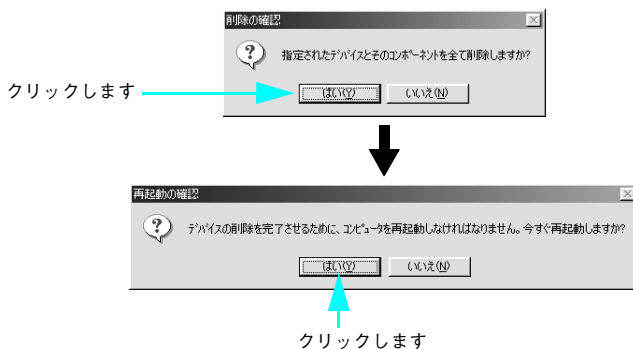 削除の確認
指定されたﾃﾞﾊﾞｲｽとそのｺﾝﾎﾟｰﾈﾝﾄを全て削除しますか?
クリックします
はい(Y)
いいえ(N)
再起動の確認
ﾃﾞﾊﾞｲｽの削除を完了させるために、ｺﾝﾋﾟｭｰﾀを再起動しなければなりません。今すぐ再起動しますか?
はい(Y)
いいえ(N)
クリックします